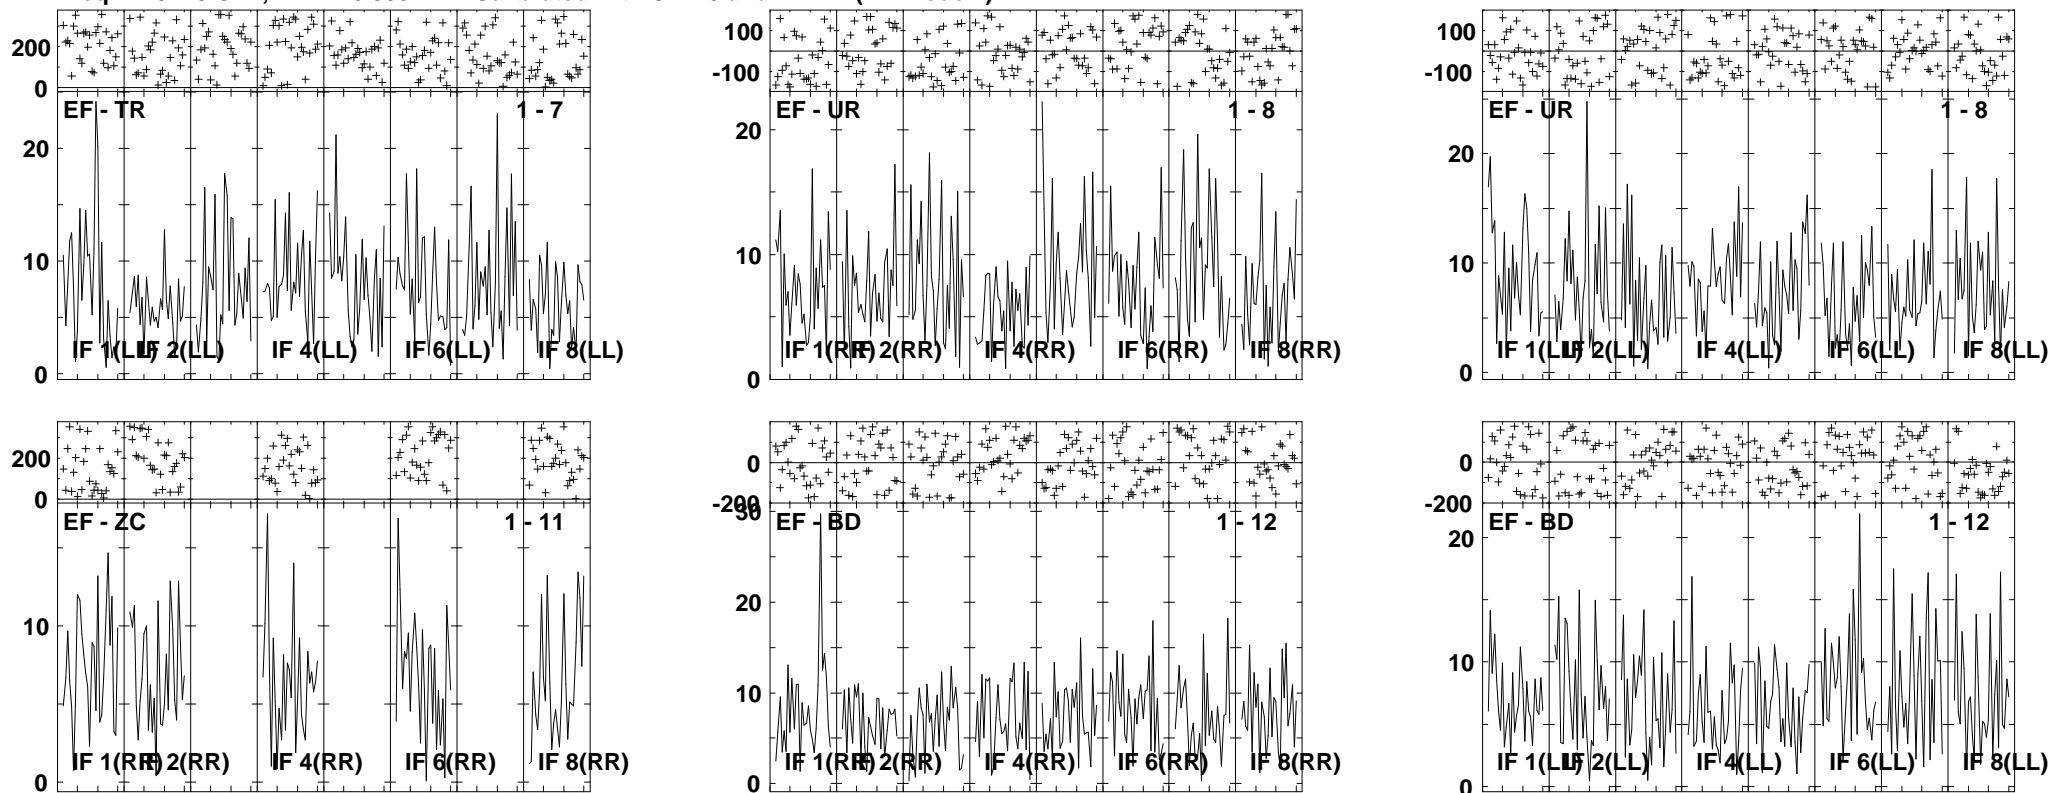 200
0
EF - TR
1 - 7
20
10
0
IF 1(LL)
IF 2(LL)
IF 4(LL)
IF 6(LL)
IF 8(LL)
100
-100
EF - UR
1 - 8
20
10
0
IF 1(RR)
IF 2(RR)
IF 4(RR)
IF 6(RR)
IF 8(RR)
100
-100
EF - UR
1 - 8
20
10
0
IF 1(LL)
IF 2(LL)
IF 4(LL)
IF 6(LL)
IF 8(LL)
200
0
EF - ZC
1 - 11
10
0
IF 1(RR)
IF 2(RR)
IF 4(RR)
IF 6(RR)
IF 8(RR)
0
-200
30
EF - BD
1 - 12
20
10
0
IF 1(RR)
IF 2(RR)
IF 4(RR)
IF 6(RR)
IF 8(RR)
0
-200
EF - BD
1 - 12
20
10
0
IF 1(LL)
IF 2(LL)
IF 4(LL)
IF 6(LL)
IF 8(LL)